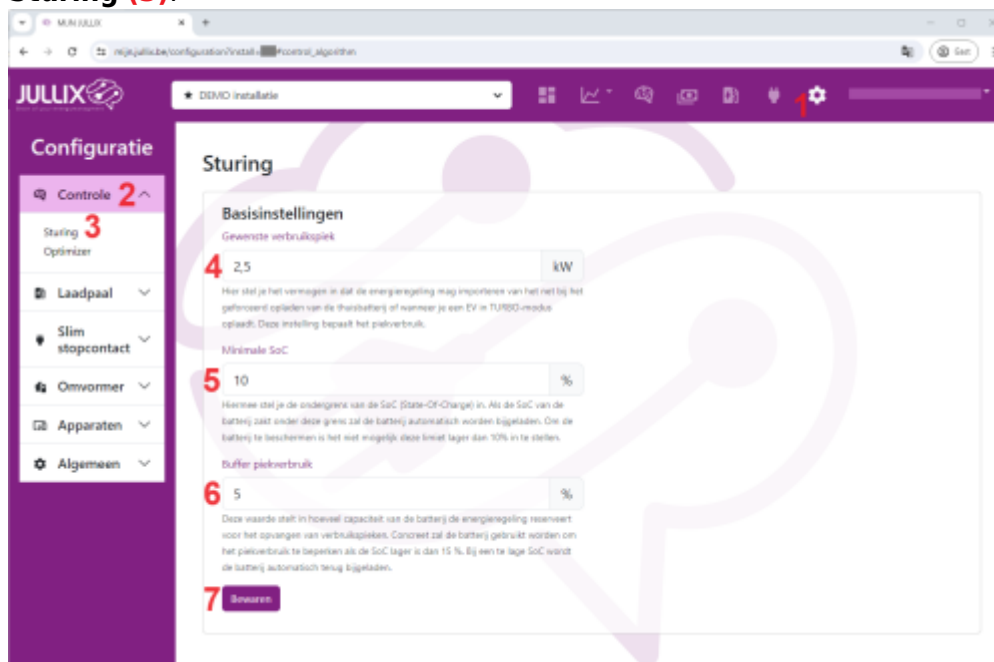 Sturing (3).
MIJN JULLIX
mijn.jullix.be/configuration?install=
#control_algorithm
Gast
JULLIX
DEMO installatie
1
Configuratie
Controle 2
Sturing 3
Optimizer
Laadpaal
Slim
stopcontact
Omvormer
Apparaten
Algemeen
Sturing
Basisinstellingen
Gewenste verbruikspiek
4 2,5 kW
Hier stel je het vermogen in dat de energieregeling mag importeren van het net bij het
geforceerd opladen van de thuisbatterij of wanneer je een EV in TURBO-modus
oplaadt. Deze instelling bepaalt het piekverbruik.
Minimale SoC
5 10 %
Hiermee stel je de ondergrens van de SoC (State-Of-Charge) in. Als de SoC van de
batterij zakt onder deze grens zal de batterij automatisch worden bijgeladen. Om de
batterij te beschermen is het niet mogelijk deze limiet lager dan 10% in te stellen.
Buffer piekverbruik
6 5 %
Deze waarde stelt in hoeveel capaciteit van de batterij de energieregeling reserveert
voor het opvangen van verbruikspieken. Concreet zal de batterij gebruikt worden om
het piekverbruik te beperken als de SoC lager is dan 15 %. Bij een te lage SoC wordt
de batterij automatisch terug bijgeladen.
7 Bewaren